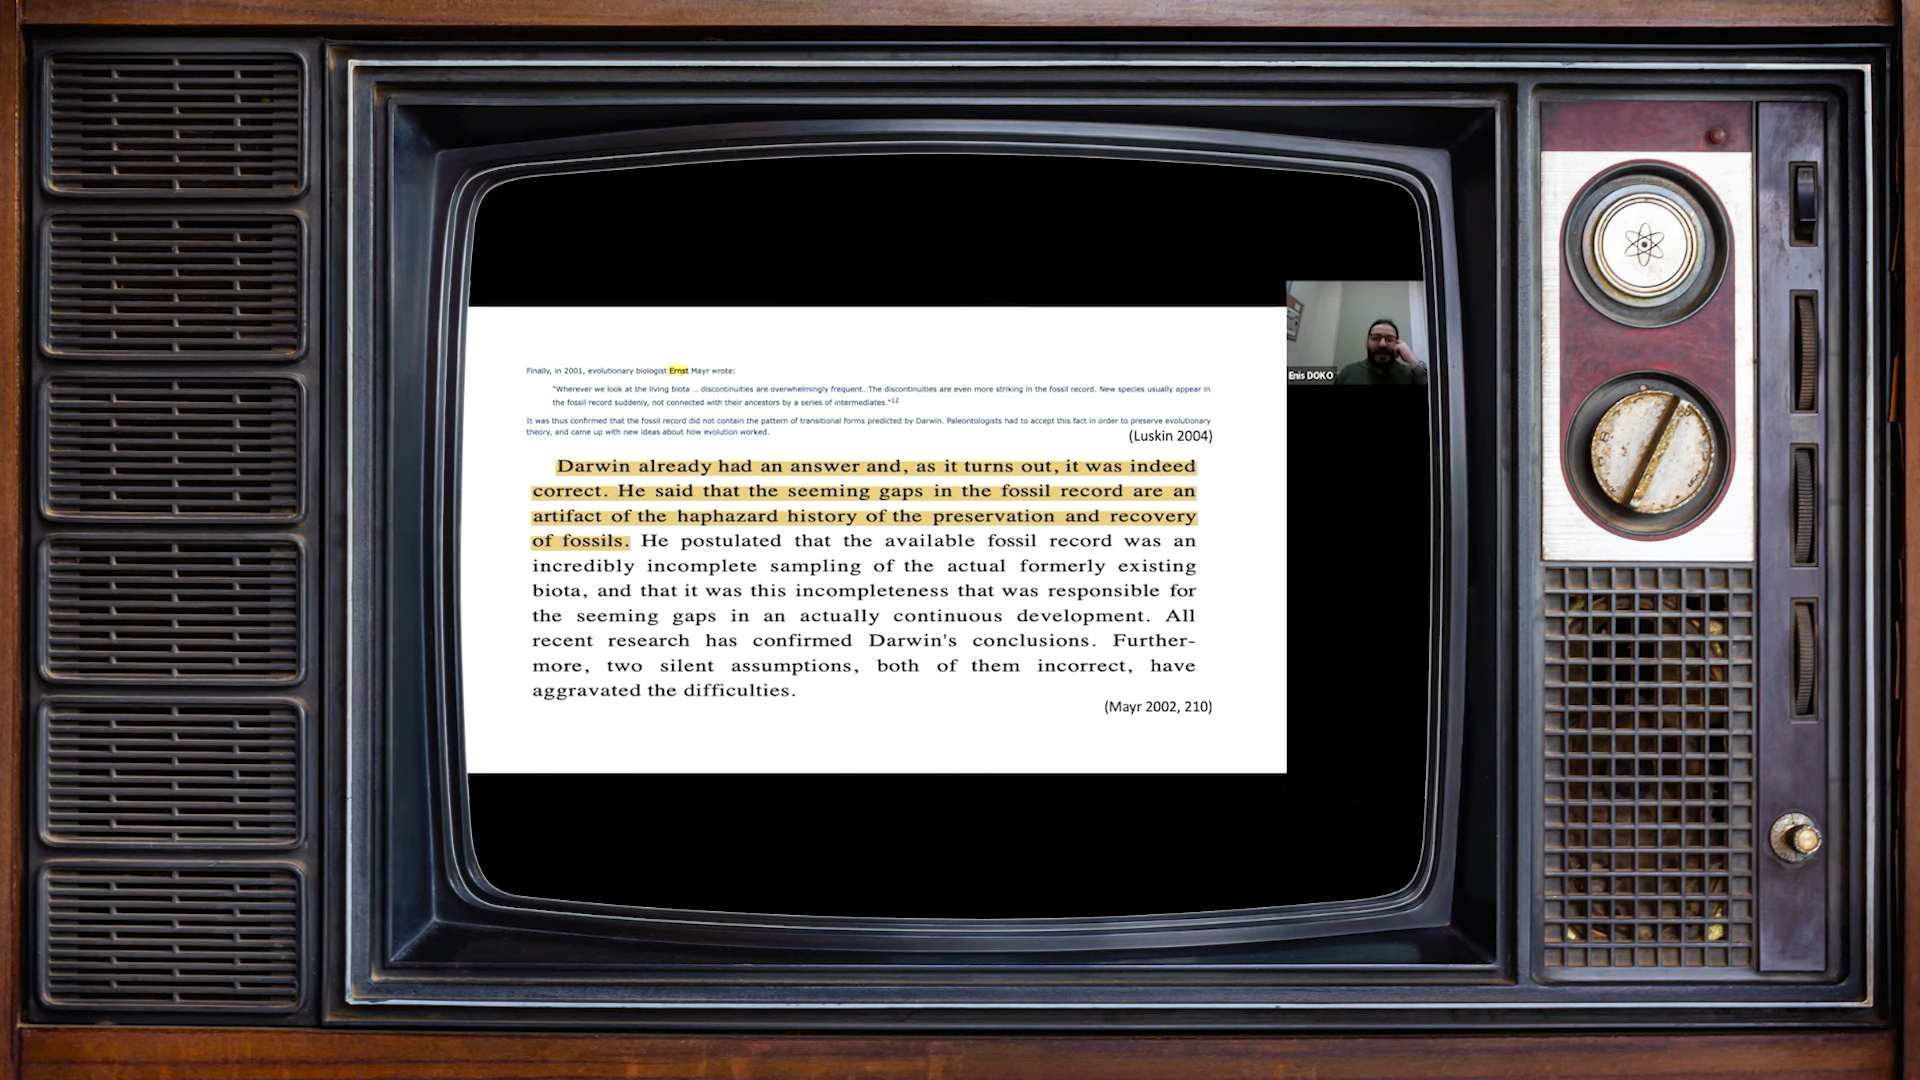 Finally, in 2001, evolutionary biologist Ernst Mayr wrote:
"Wherever we look at the living biota ... discontinuities are overwhelmingly frequent...The discontinuities are even more striking in the fossil record. New species usually appear in
the fossil record suddenly, not connected with their ancestors by a series of intermediates."12
It was thus confirmed that the fossil record did not contain the pattern of transitional forms predicted by Darwin. Paleontologists had to accept this fact in order to preserve evolutionary
theory, and came up with new ideas about how evolution worked.
(Luskin 2004)
Darwin already had an answer and, as it turns out, it was indeed
correct. He said that the seeming gaps in the fossil record are an
artifact of the haphazard history of the preservation and recovery
of fossils. He postulated that the available fossil record was an
incredibly incomplete sampling of the actual formerly existing
biota, and that it was this incompleteness that was responsible for
the seeming gaps in an actually continuous development. All
recent research has confirmed Darwin's conclusions. Further-
more, two silent assumptions, both of them incorrect, have
aggravated the difficulties.
(Mayr 2002, 210)
Enis DOKO